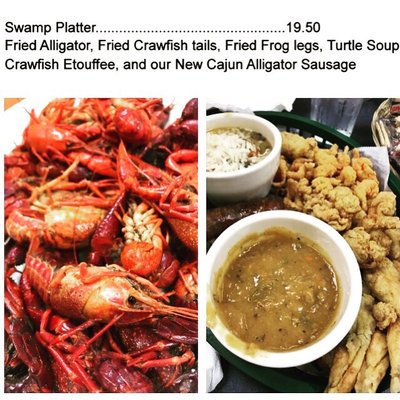 Swamp Platter.................................................19.50
Fried Alligator, Fried Crawfish tails, Fried Frog legs, Turtle Soup
Crawfish Etouffee, and our New Cajun Alligator Sausage